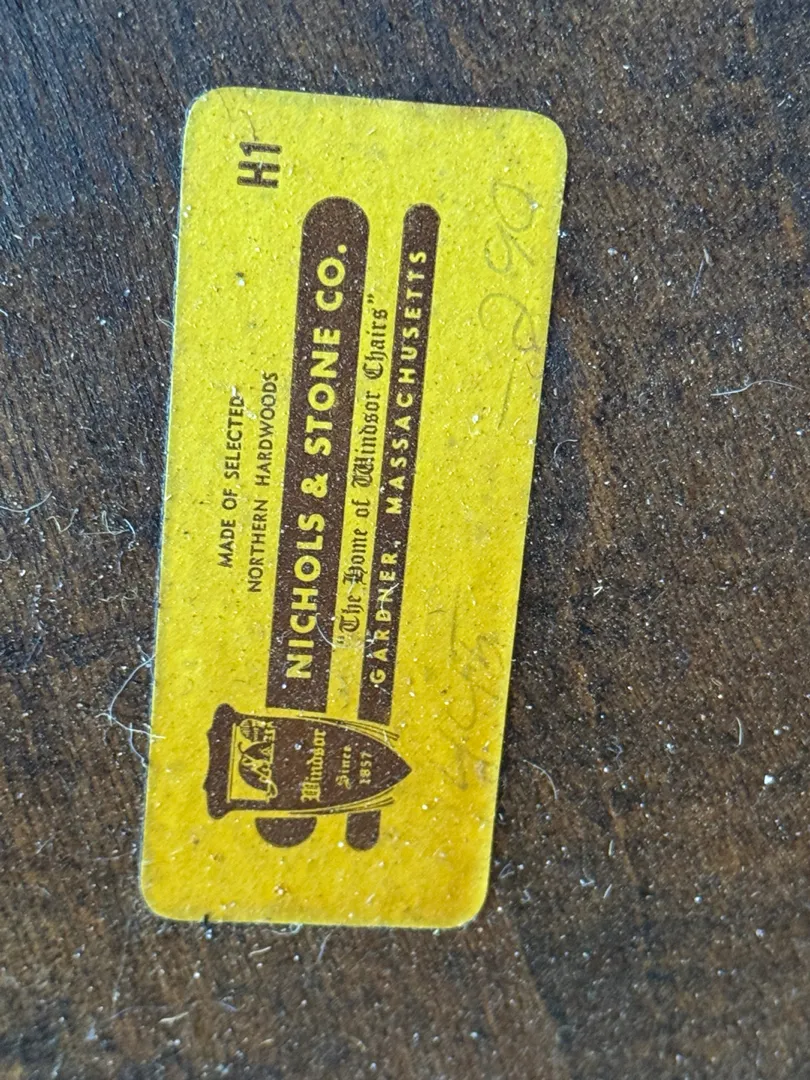 H1
MADE OF SELECTED
NORTHERN HARDWOODS
NICHOLS & STONE CO.
"The Home of Windsor Chairs"
GARDNER, MASSACHUSETTS
Windsor
Since
1857
290